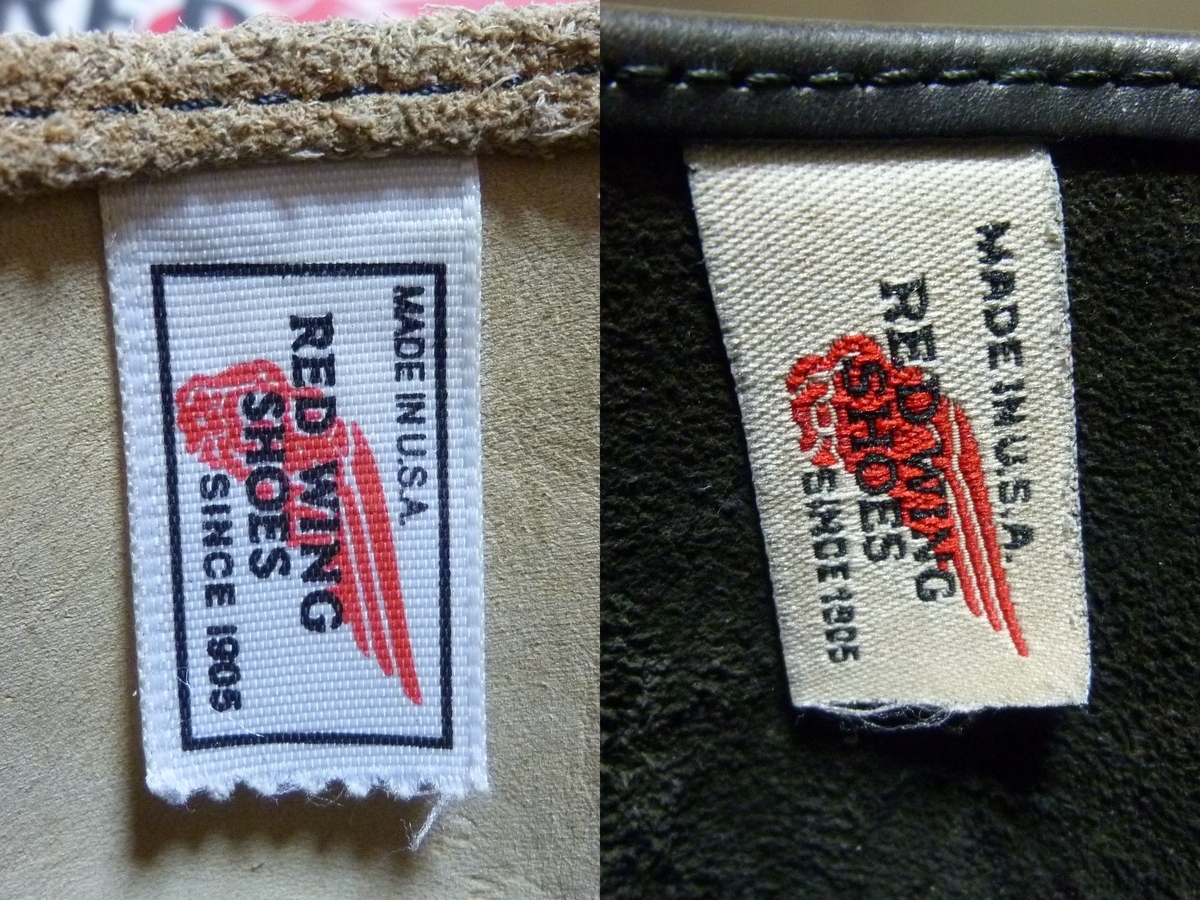 MADE IN U.S.A.
RED WING
SHOES
SINCE 1905
MADE IN U.S.A.
RED WING
SHOES
SINCE 1905